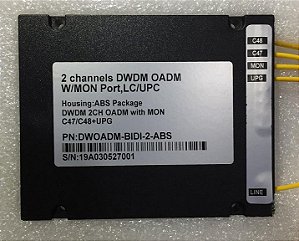 2 channels DWDM OADM
W/MON Port,LC/UPC
Housing:ABS Package
DWDM 2CH OADM with MON
C47/C48+UPG
PN:DWOADM-BIDI-2-ABS
S/N:19A030527001
C48
C47
MON
UPG
LINE